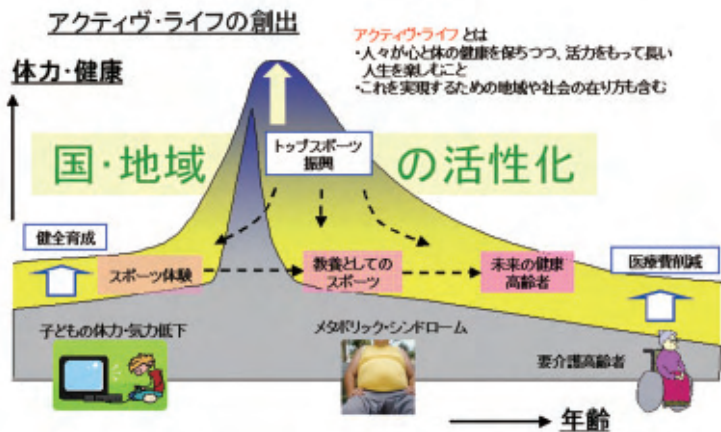 アクティヴ・ライフの創出
アクティヴ・ライフとは
・人々が心と体の健康を保ちつつ、活力をもって長い
人生を楽しむこと
・これを実現するための地域や社会の在り方も含む
体力・健康
トップスポーツ
振興
国・地域
の活性化
健全育成
スポーツ体験
教養としての
スポーツ
未来の健康
高齢者
医療費削減
子どもの体力・気力低下
メタボリック・シンドローム
要介護高齢者
年齢